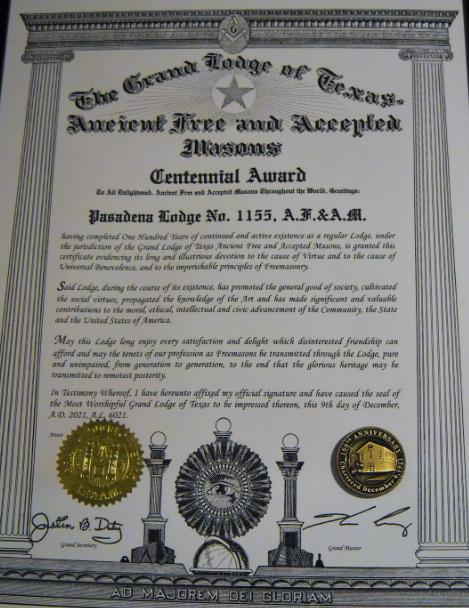 G
The Grand Lodge of Texas.
Ancient Free and Accepted
Masons
Centennial Award
To All Enlightened, Ancient Free and Accepted Masons Throughout the World, Greetings:
Pasadena Lodge No. 1155, A.F.&A.M.
having completed One Hundred Years of continued and active existence as a regular Lodge, under
the jurisdiction of the Grand Lodge of Texas Ancient Free and Accepted Masons, is granted this
certificate evidencing its long and illustrious devotion to the cause of Virtue and to the cause of
Universal Benevolence, and to the imperishable principles of Freemasonry.
Said Lodge, during the course of its existence, has promoted the general good of society, cultivated
the social virtues, propagated the knowledge of the Art and has made significant and valuable
contributions to the moral, ethical, intellectual and civic advancement of the Community, the State
and the United States of America.
May this Lodge long enjoy every satisfaction and delight which disinterested friendship can
afford and may the tenets of our profession as Freemasons be transmitted through the Lodge, pure
and unimpaired, from generation to generation, to the end that the glorious heritage may be
transmitted to remotest posterity.
In Testimony Whereof, I have hereunto affixed my official signature and have caused the seal of
the Most Worshipful Grand Lodge of Texas to be impressed thereon, this 9th day of December,
A.D. 2021, A.L. 6021.
Attest
100th ANNIVERSARY
Chartered December
Grand Secretary
Grand Master
AD MAJOREM DEI GLORIAM